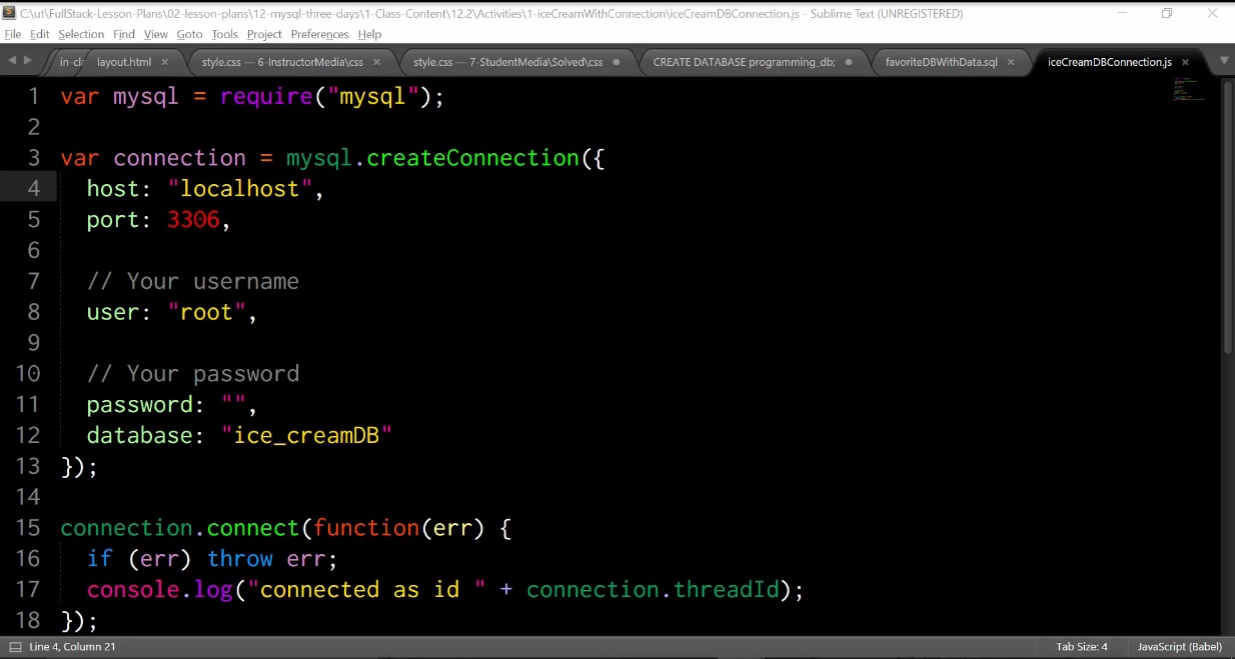 C:\ut\FullStack-Lesson-Plans\02-lesson-plans\12-mysql-three-days\1-Class-Content\12.2\Activities\1-iceCreamWithConnection\iceCreamDBConnection.js - Sublime Text (UNREGISTERED)
File Edit Selection Find View Goto Tools Project Preferences Help
in-cl layout.html × style.css — 6-InstructorMedia\css × style.css — 7-StudentMedia\Solved\css CREATE DATABASE programming_db; favoriteDBWithData.sql × iceCreamDBConnection.js ×
1 var mysql = require("mysql");
2
3 var connection = mysql.createConnection({
4 host: "localhost",
5 port: 3306,
6
7 // Your username
8 user: "root",
9
10 // Your password
11 password: "",
12 database: "ice_creamDB"
13 });
14
15 connection.connect(function(err) {
16 if (err) throw err;
17 console.log("connected as id " + connection.threadId);
18 });
Line 4, Column 21 Tab Size: 4 JavaScript (Babel)